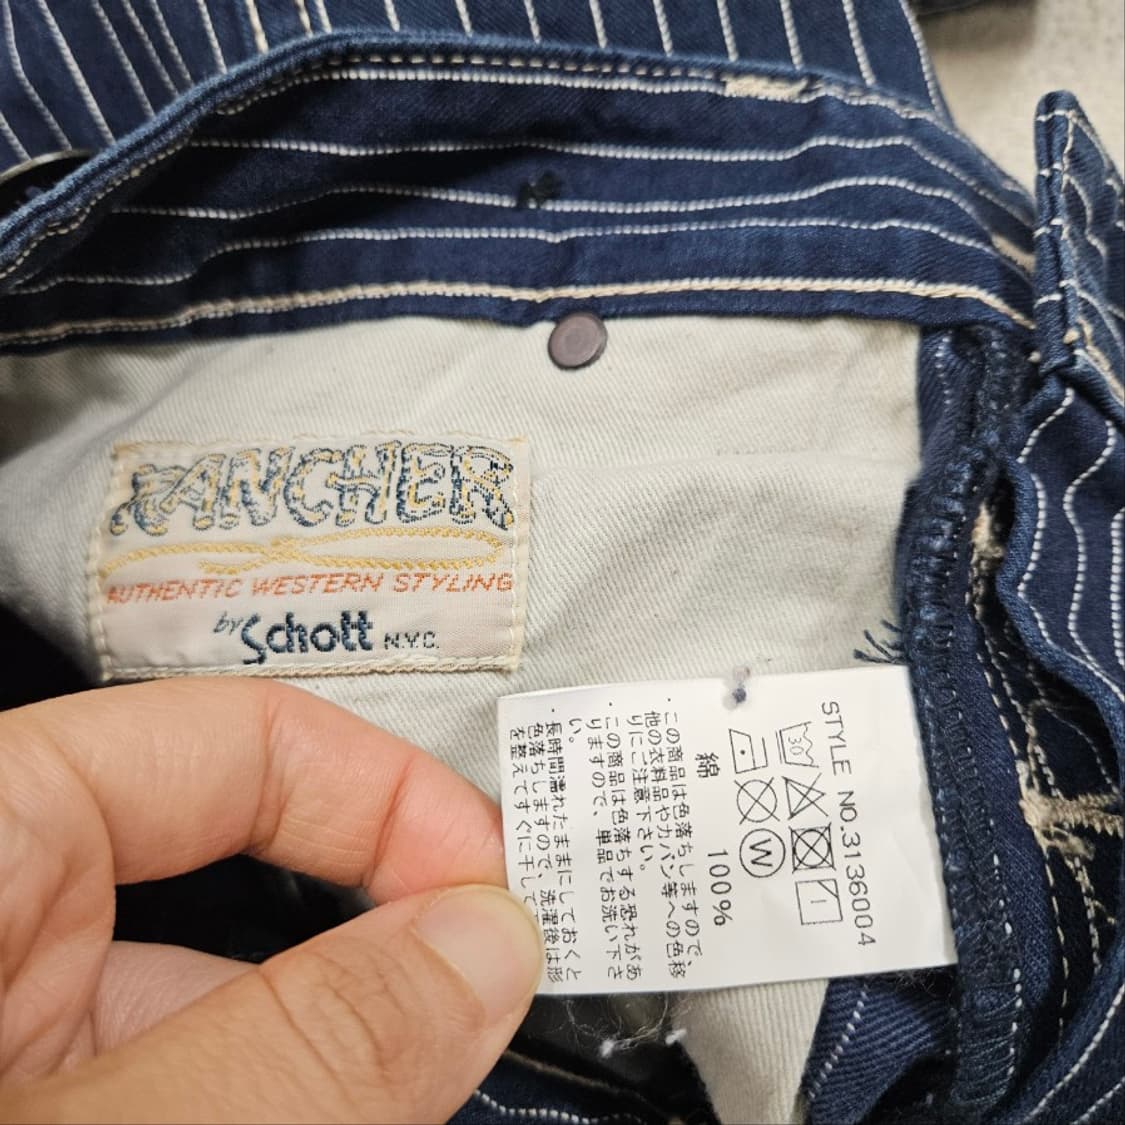 RANCHER
AUTHENTIC WESTERN STYLING
by Schott N.Y.C.
STYLE NO.3136004
30
W
綿 100%
・この商品は色落ちしますので、
他の衣料品やカバン等への色移
りにご注意下さい。
・この商品は色落ちする恐れがあ
りますので、単品でお洗い下さ
い。
・長時間濡れたままにしておくと
色落ちしますので、洗濯後は形
を整えてすぐに干して下